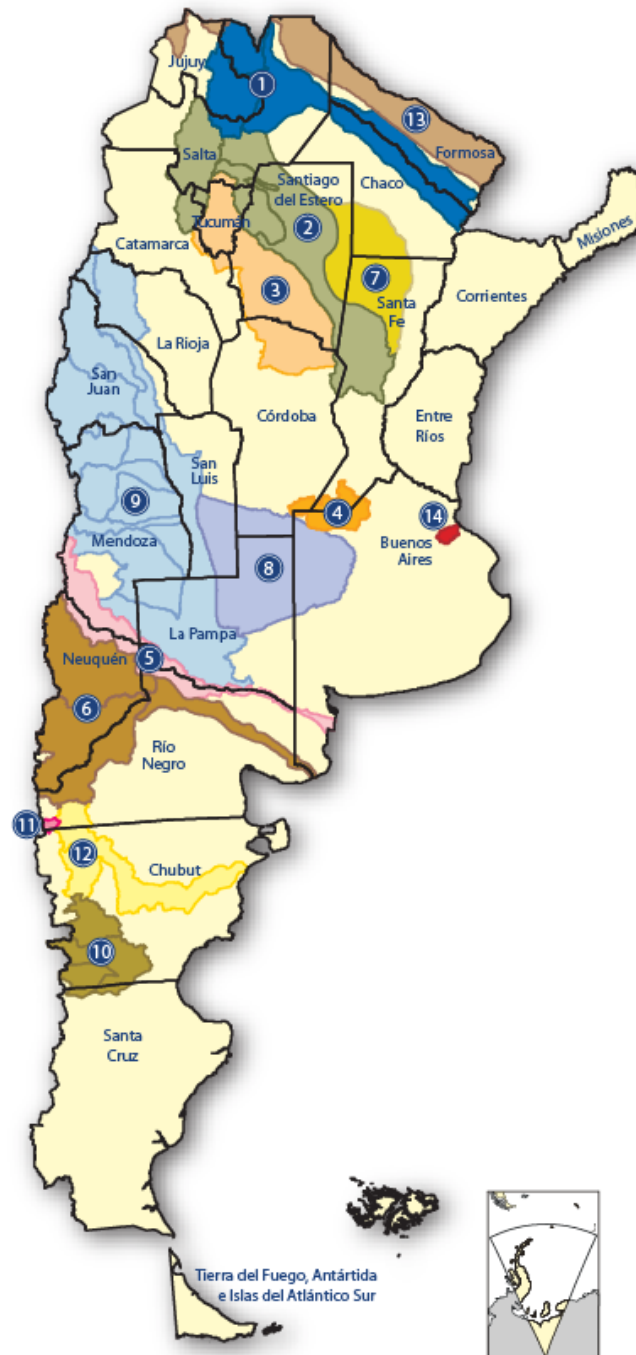 Jujuy
1
13
Formosa
Salta
Santiago
del Estero
Chaco
Misiones
Tucumán
2
Catamarca
7
3
Santa
Fe
Corrientes
La Rioja
San
Juan
Córdoba
Entre
Ríos
San
Luis
9
4
14
Mendoza
Buenos
Aires
8
La Pampa
Neuquén
5
6
Río
Negro
11
12
Chubut
10
Santa
Cruz
Tierra del Fuego, Antártida
e Islas del Atlántico Sur